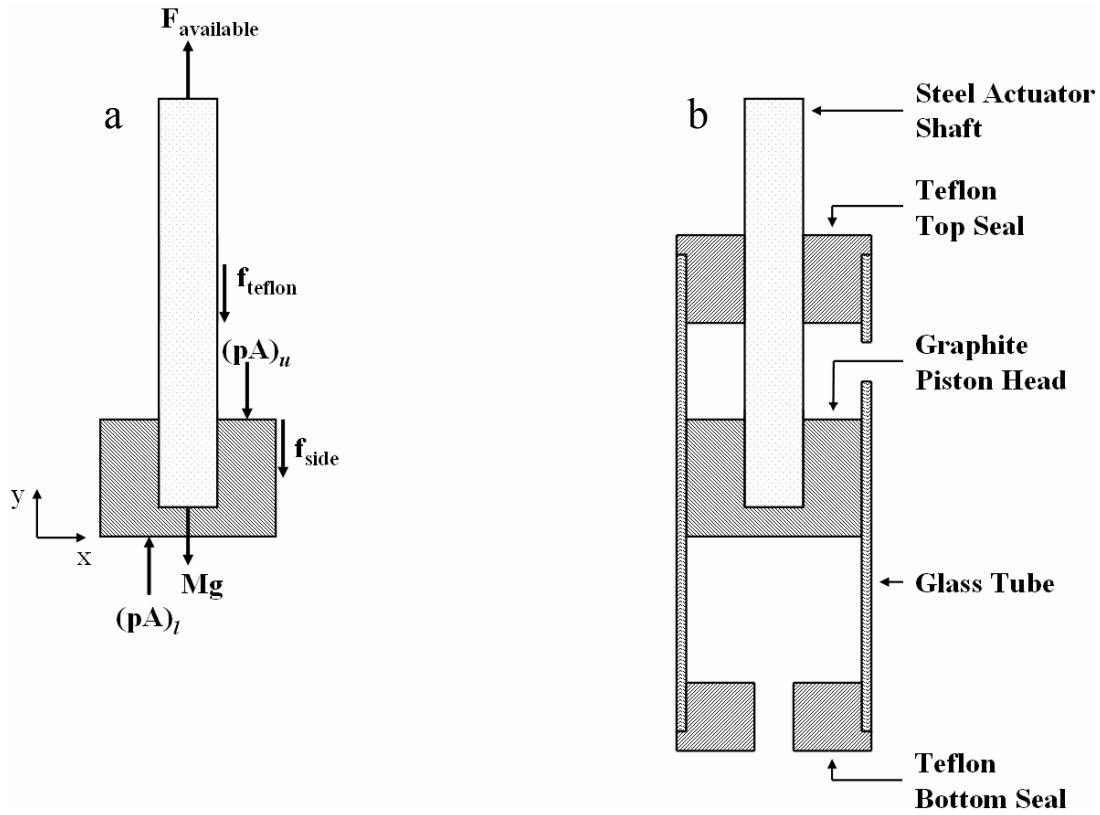 F_available
a
f_teflon
(pA)_u
f_side
y
x
Mg
(pA)_l
b
Steel Actuator
Shaft
Teflon
Top Seal
Graphite
Piston Head
Glass Tube
Teflon
Bottom Seal